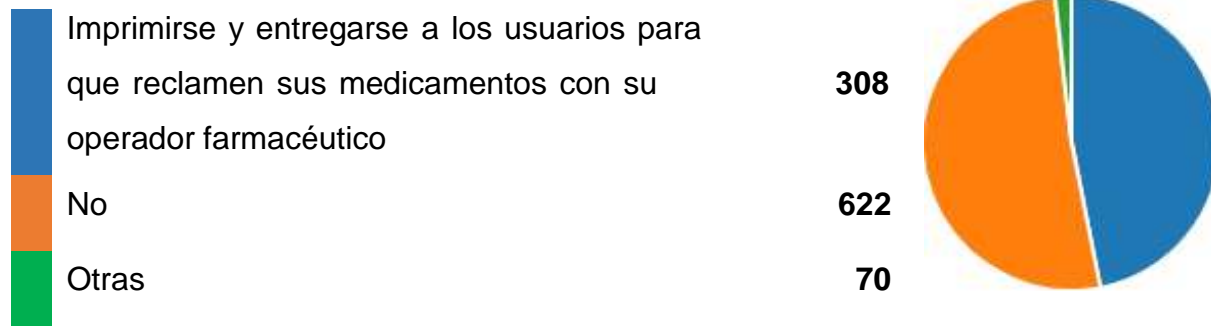 Imprimirse y entregarse a los usuarios para
que reclamen sus medicamentos con su 308
operador farmacéutico
No 622
Otras 70